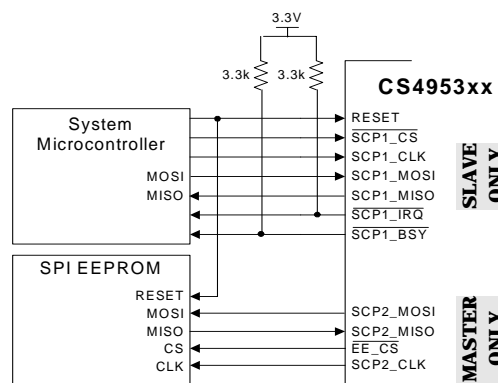 3.3V
3.3k 3.3k
CS4953xx
System
Microcontroller
MOSI
MISO
RESET
SCP1_CS
SCP1_CLK
SCP1_MOSI
SCP1_MISO
SCP1_IRQ
SCP1_BSY
SLAVE
ONLY
SPI EEPROM
RESET
MOSI
MISO
CS
CLK
SCP2_MOSI
SCP2_MISO
EE_CS
SCP2_CLK
MASTER
ONLY